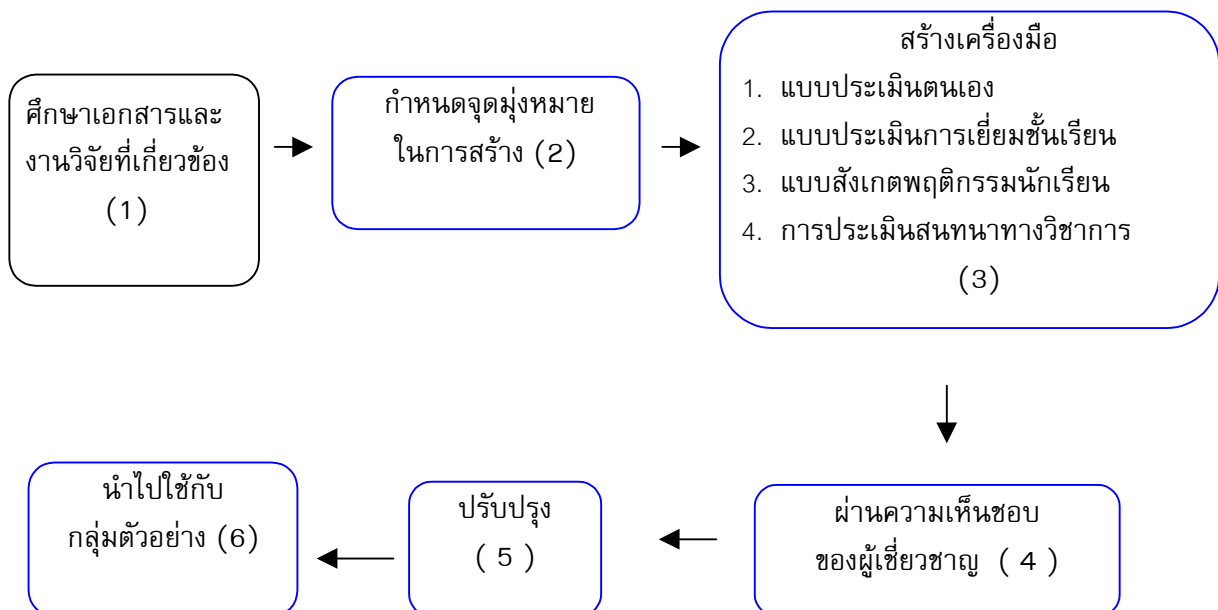 ศึกษาเอกสารและ
งานวิจัยที่เกี่ยวข้อง
(1)
กำหนดจุดมุ่งหมาย
ในการสร้าง (2)
สร้างเครื่องมือ
1. แบบประเมินตนเอง
2. แบบประเมินการเยี่ยมชั้นเรียน
3. แบบสังเกตพฤติกรรมนักเรียน
4. การประเมินสนทนาทางวิชาการ
(3)
ผ่านความเห็นชอบ
ของผู้เชี่ยวชาญ ( 4 )
ปรับปรุง
( 5 )
นำไปใช้กับ
กลุ่มตัวอย่าง (6)